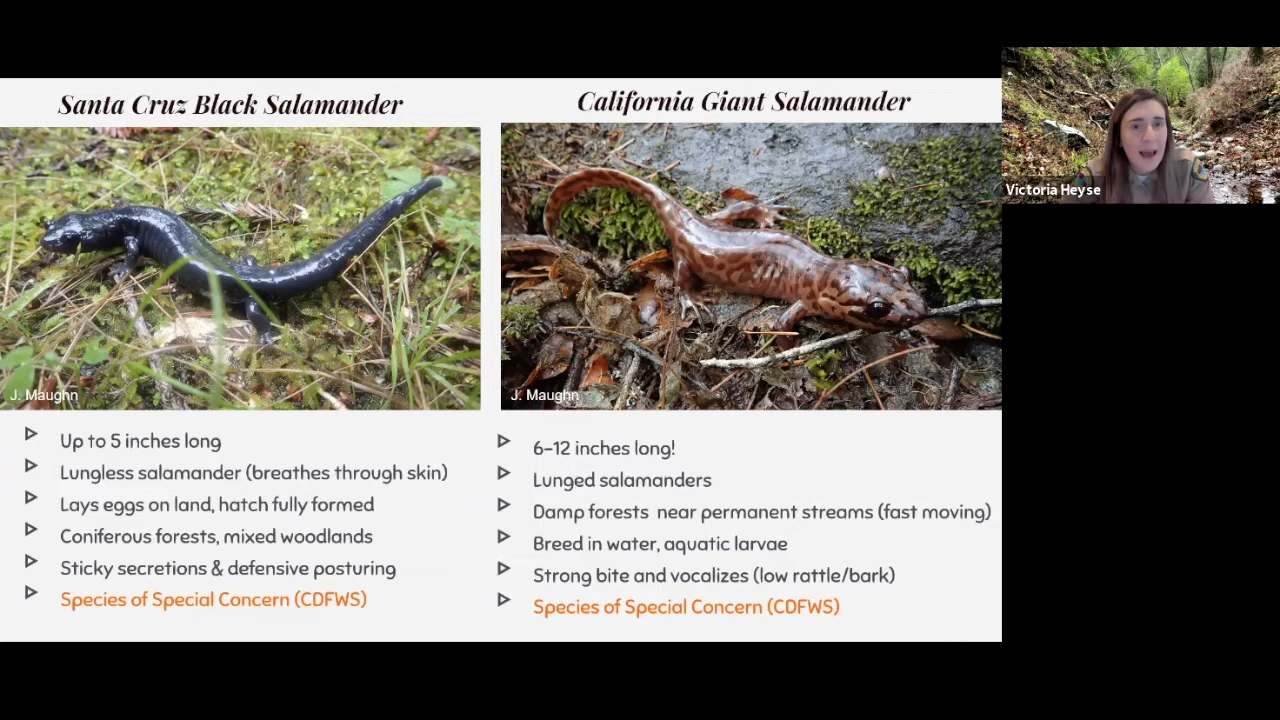 Santa Cruz Black Salamander
J. Maughn
Up to 5 inches long
Lungless salamander (breathes through skin)
Lays eggs on land, hatch fully formed
Coniferous forests, mixed woodlands
Sticky secretions & defensive posturing
Species of Special Concern (CDFWS)
California Giant Salamander
J. Maughn
6-12 inches long!
Lunged salamanders
Damp forests near permanent streams (fast moving)
Breed in water, aquatic larvae
Strong bite and vocalizes (low rattle/bark)
Species of Special Concern (CDFWS)
Victoria Heyse